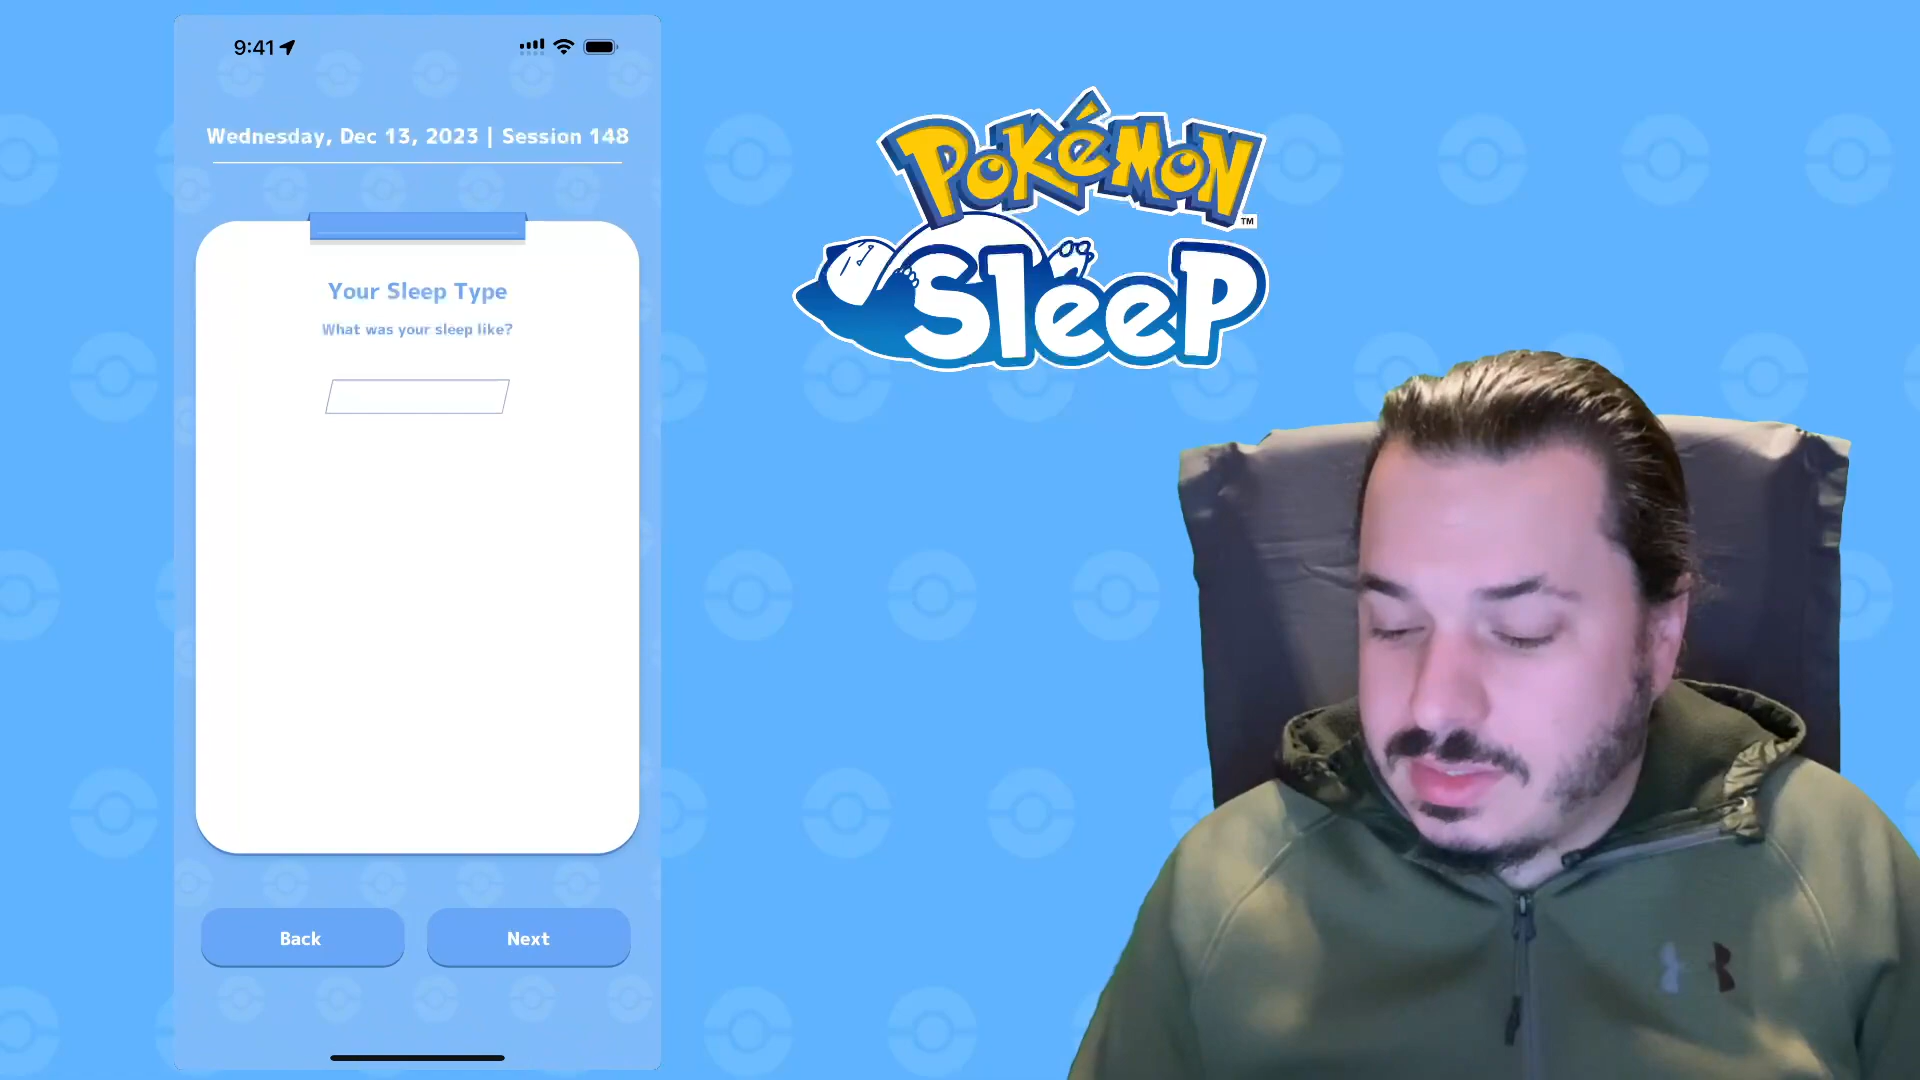 9:41
Wednesday, Dec 13, 2023 | Session 148
Your Sleep Type
What was your sleep like?
Back
Next
POKéMON
TM
Sleep